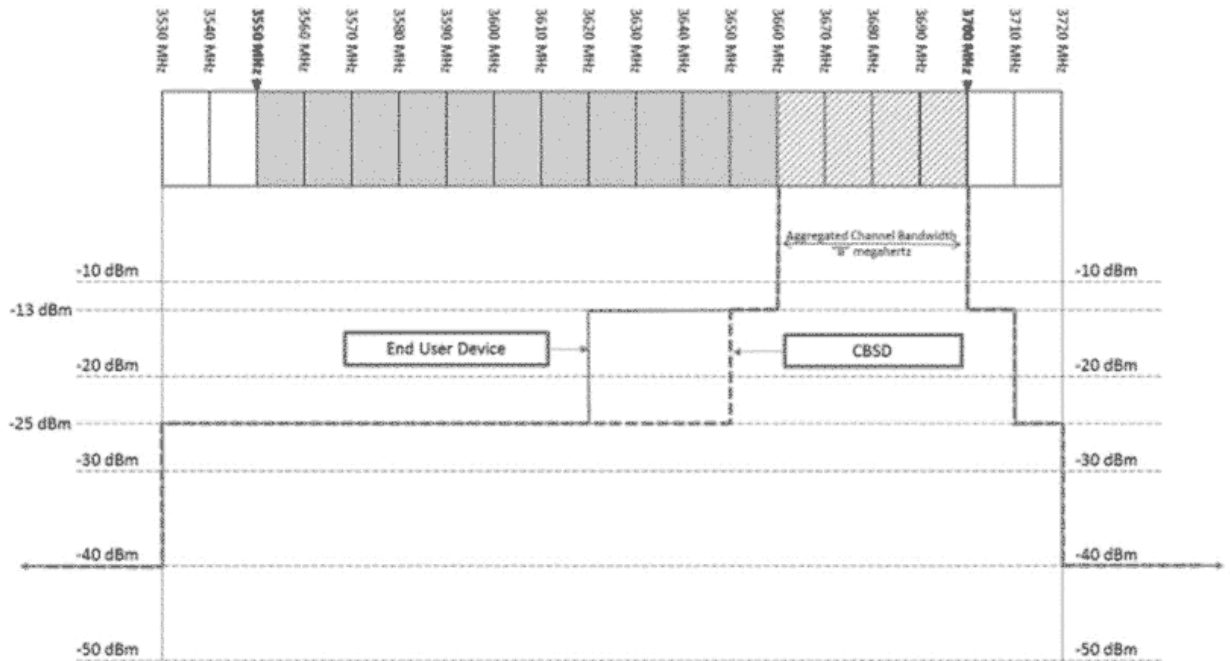 3530 MHz
3540 MHz
3550 MHz
3560 MHz
3570 MHz
3580 MHz
3590 MHz
3600 MHz
3610 MHz
3620 MHz
3630 MHz
3640 MHz
3650 MHz
3660 MHz
3670 MHz
3680 MHz
3690 MHz
3700 MHz
3710 MHz
3720 MHz
Aggregated Channel Bandwidth
"B" megahertz
-10 dBm
-10 dBm
-13 dBm
End User Device
CBSD
-20 dBm
-20 dBm
-25 dBm
-30 dBm
-30 dBm
-40 dBm
-40 dBm
-50 dBm
-50 dBm